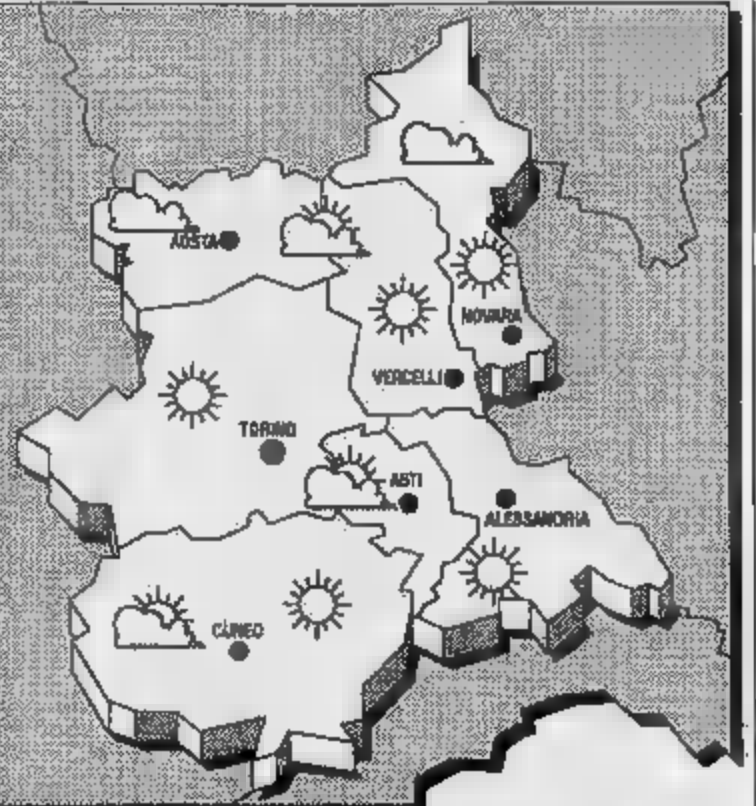 AOSTA
NOVARA
VERCELLI
TORINO
ASTI
ALESSANDRIA
CUNEO